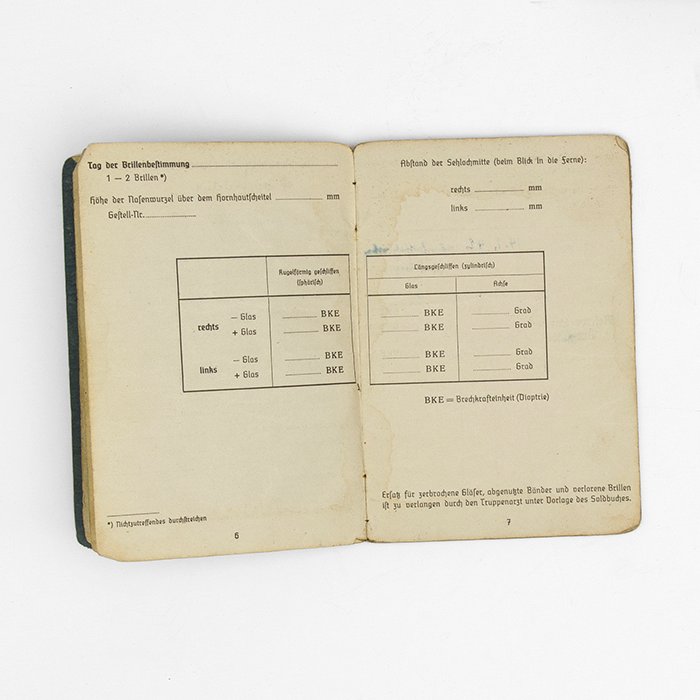 Tag der Brillenbestimmung
1 — 2 Brillen *)
Höhe der Nasenwurzel über dem Hornhautscheitel mm
Gestell-Nr.
Kugelförmig geschliffen
(sphärisch)
rechts
— Glas BKE
+ Glas BKE
links
— Glas BKE
+ Glas BKE
*) Nichtzutreffendes durchstreichen
6
Abstand der Sehlochmitte (beim Blick in die Ferne):
rechts mm
links mm
Längsgeschliffen (zylindrisch)
Glas Achse
BKE Grad
BKE Grad
BKE Grad
BKE Grad
BKE = Brechkrafteinheit (Dioptrie)
Ersatz für zerbrochene Gläser, abgenutzte Bänder und verlorene Brillen
ist zu verlangen durch den Truppenarzt unter Vorlage des Soldbuches.
7